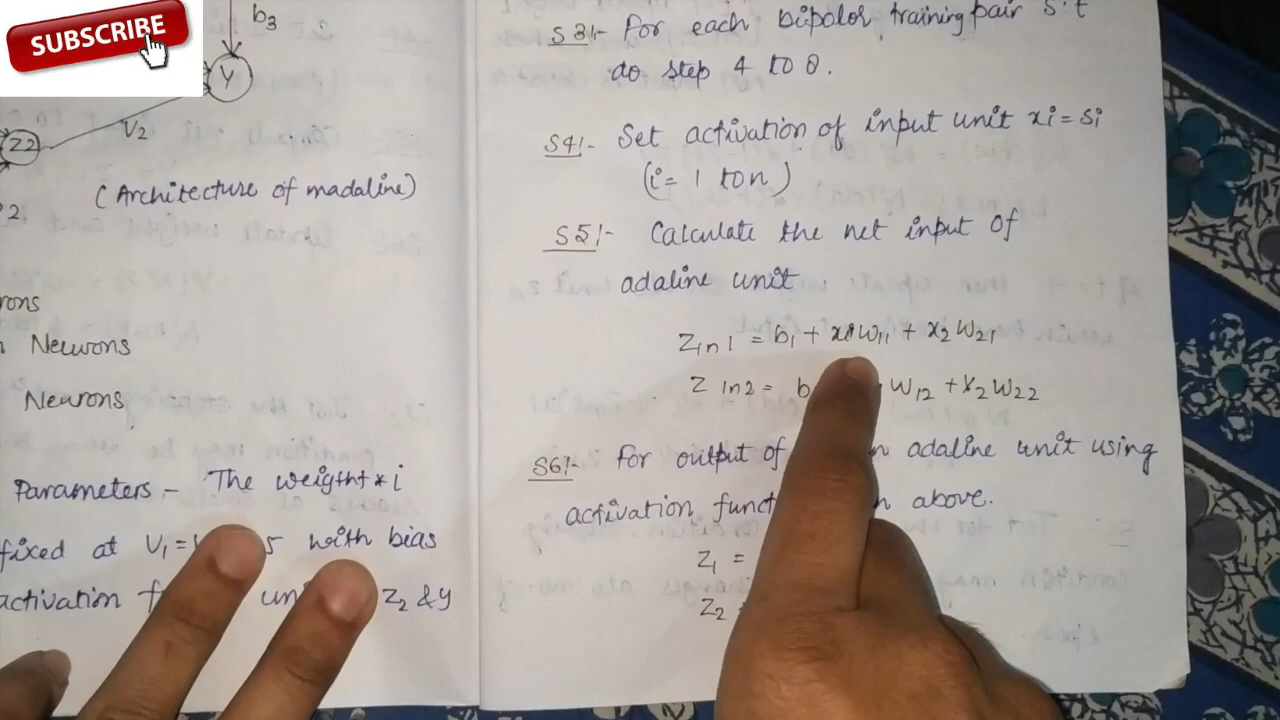 SUBSCRIBE
b3
Y
V2
Z2
(Architecture of madaline)
2
rons
Neurons
Neurons
Parameters - The weight * i
fixed at V1 = with bias
activation Z2 & y
S3:- For each bipolar training pair s:t
do step 4 to 8.
S4:- Set activation of input unit xi = si
(i = 1 to n)
S5:- Calculate the net input of
adaline unit
Zin1 = b1 + x1w11 + x2w21
Zin2 = b w12 + x2w22
S6:- For output of adaline unit using
activation above.
Z1 =
Z2